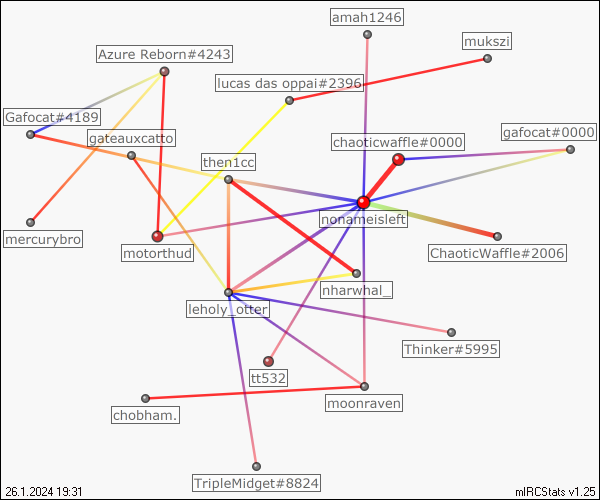 amah1246
mukszi
Azure Reborn#4243
lucas das oppai#2396
Gafocat#4189
gateauxcatto
chaoticwaffle#0000
gafocat#0000
then1cc
nonameisleft
mercurybro
motorthud
ChaoticWaffle#2006
nharwhal_
leholy_otter
Thinker#5995
tt532
moonraven
chobham.
TripleMidget#8824
26.1.2024 19:31
mIRCStats v1.25